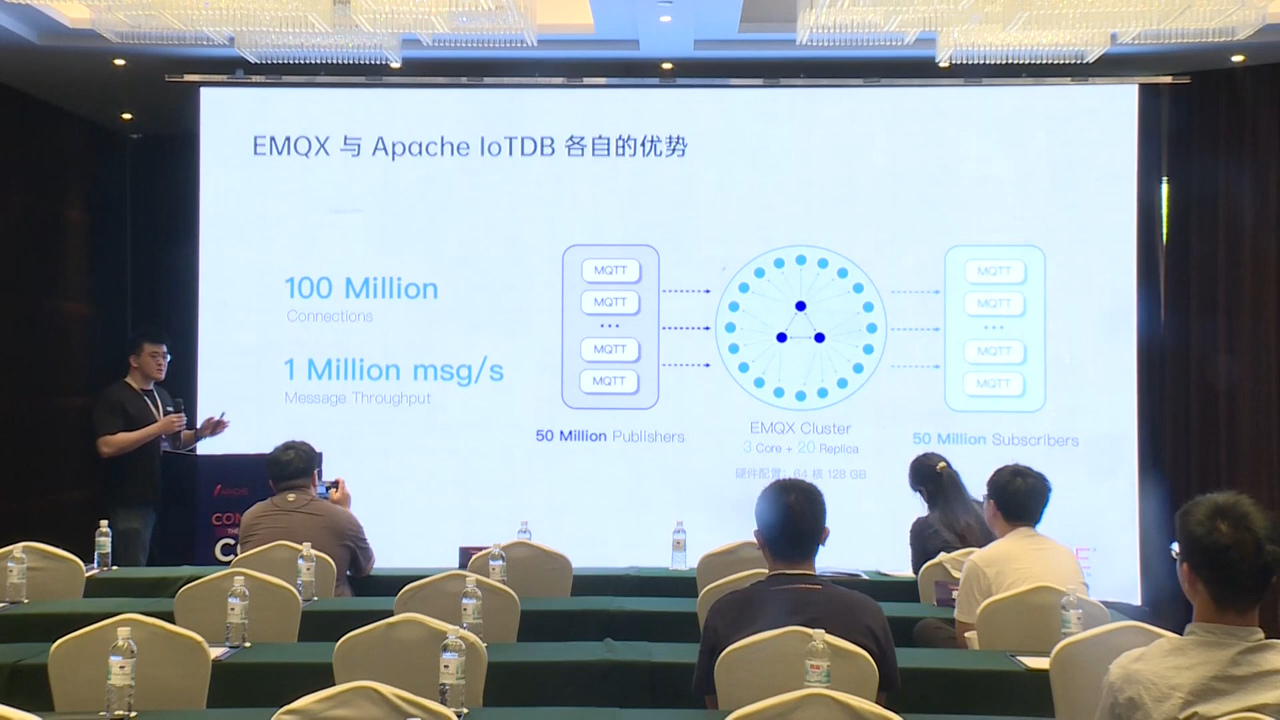 EMQX 与 Apache IoTDB 各自的优势
100 Million
Connections
1 Million msg/s
Message Throughput
MQTT
MQTT
...
MQTT
MQTT
50 Million Publishers
EMQX Cluster
3 Core + 20 Replica
硬件配置：64 核 128 GB
MQTT
MQTT
...
MQTT
MQTT
50 Million Subscribers
APACHE